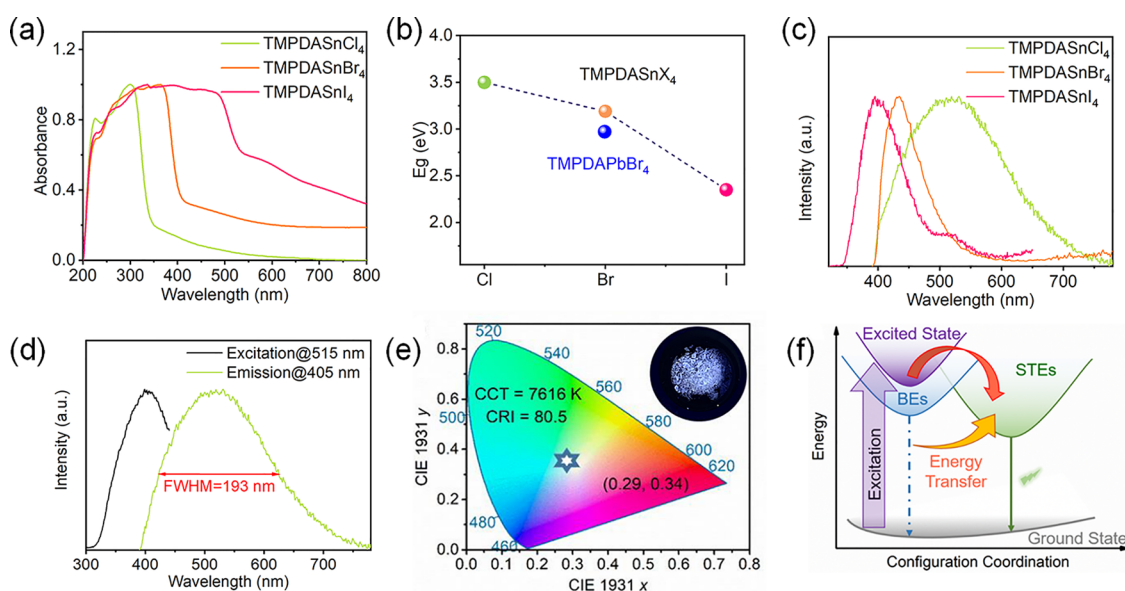 (a)
TMPDASnCl4
TMPDASnBr4
TMPDASnI4
Absorbance
1.2
0.8
0.4
0.0
200 300 400 500 600 700 800
Wavelength (nm)
(b)
Eg (eV)
4.0
3.5
3.0
2.5
2.0
TMPDASnX4
TMPDAPbBr4
Cl Br I
(c)
TMPDASnCl4
TMPDASnBr4
TMPDASnI4
Intensity (a.u.)
400 500 600 700
Wavelength (nm)
(d)
Excitation@515 nm
Emission@405 nm
Intensity (a.u.)
FWHM=193 nm
300 400 500 600 700
Wavelength (nm)
(e)
CIE 1931 y
0.8
0.6
0.4
0.2
0.0
520
540
560
580
600
620
500
480
460
CCT = 7616 K
CRI = 80.5
(0.29, 0.34)
0.0 0.1 0.2 0.3 0.4 0.5 0.6 0.7 0.8
CIE 1931 x
(f)
Energy
Excited State
STEs
BEs
Excitation
Energy
Transfer
Ground State
Configuration Coordination